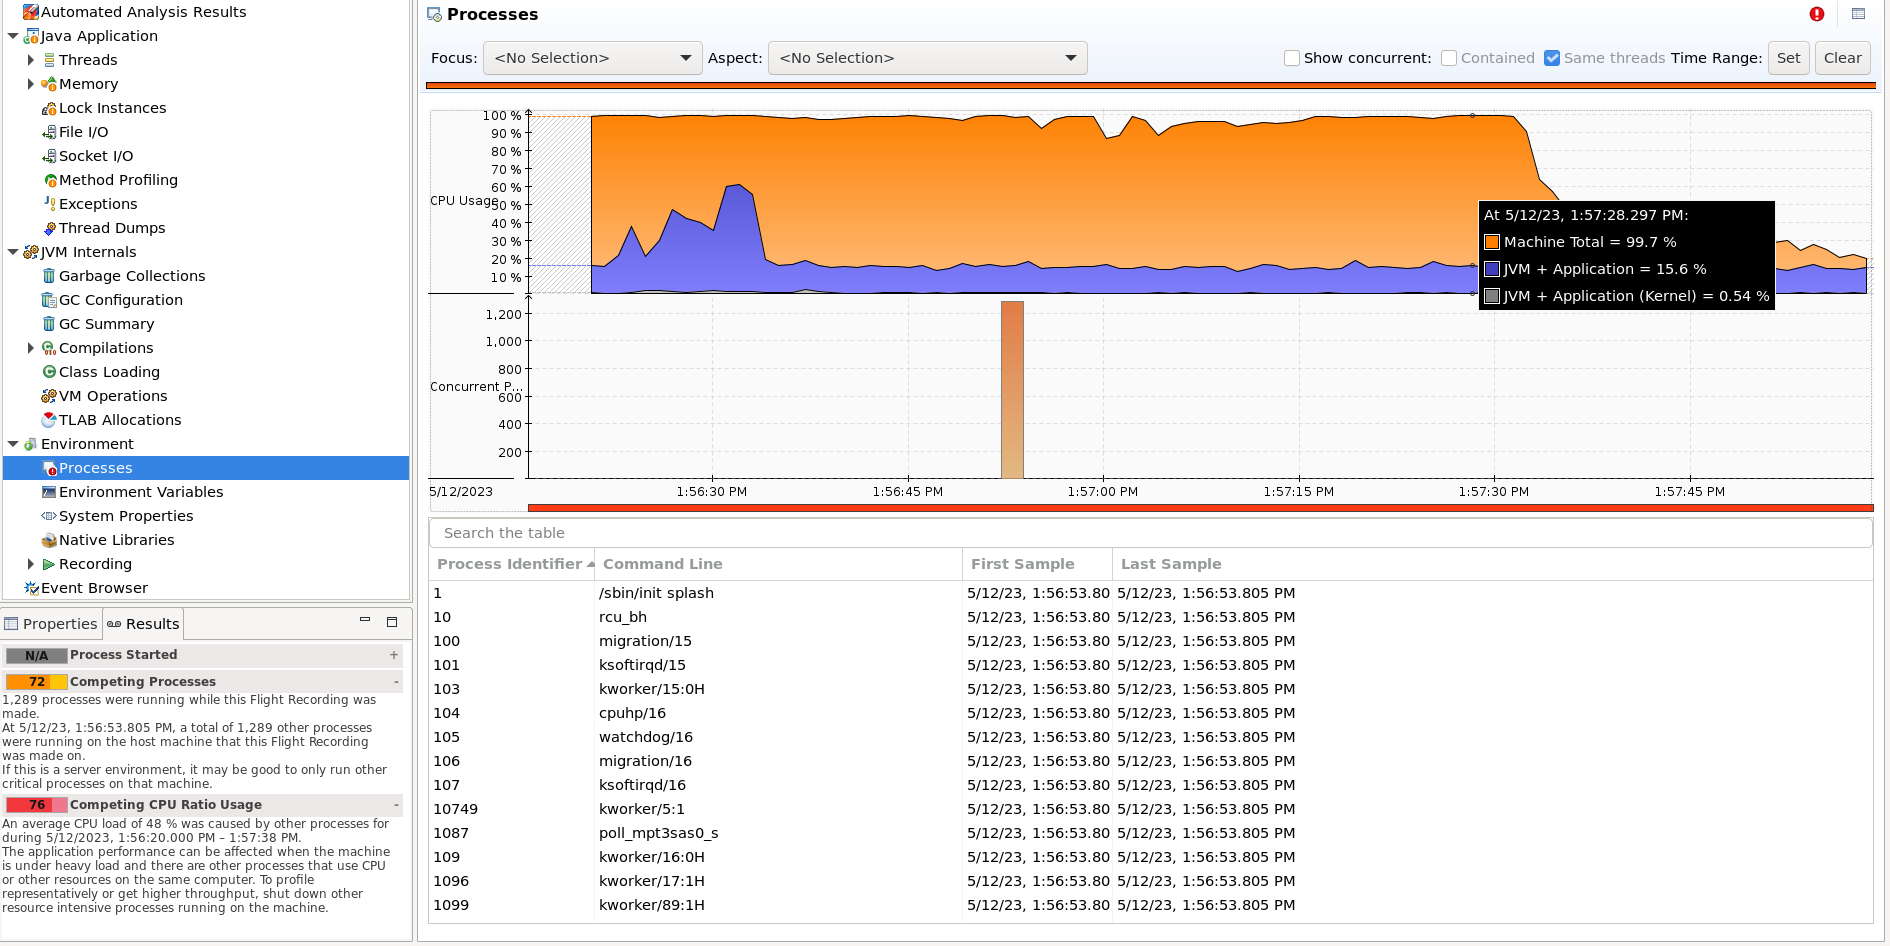 Automated Analysis Results
Java Application
Threads
Memory
Lock Instances
File I/O
Socket I/O
Method Profiling
Exceptions
Thread Dumps
JVM Internals
Garbage Collections
GC Configuration
GC Summary
Compilations
Class Loading
VM Operations
TLAB Allocations
Environment
Processes
Environment Variables
System Properties
Native Libraries
Recording
Event Browser
Properties Results
N/A Process Started +
72 Competing Processes -
1,289 processes were running while this Flight Recording was
made.
At 5/12/23, 1:56:53.805 PM, a total of 1,289 other processes
were running on the host machine that this Flight Recording
was made on.
If this is a server environment, it may be good to only run other
critical processes on that machine.
76 Competing CPU Ratio Usage -
An average CPU load of 48 % was caused by other processes for
during 5/12/2023, 1:56:20.000 PM – 1:57:38 PM.
The application performance can be affected when the machine
is under heavy load and there are other processes that use CPU
or other resources on the same computer. To profile
representatively or get higher throughput, shut down other
resource intensive processes running on the machine.
Processes
Focus: <No Selection> Aspect: <No Selection> Show concurrent: Contained Same threads Time Range: Set Clear
100 %
90 %
80 %
70 %
60 %
CPU Usage
50 %
40 %
30 %
20 %
10 %
At 5/12/23, 1:57:28.297 PM:
Machine Total = 99.7 %
JVM + Application = 15.6 %
JVM + Application (Kernel) = 0.54 %
1,200
1,000
800
Concurrent P...
600
400
200
5/12/2023 1:56:30 PM 1:56:45 PM 1:57:00 PM 1:57:15 PM 1:57:30 PM 1:57:45 PM
Search the table
Process Identifier Command Line First Sample Last Sample
1 /sbin/init splash 5/12/23, 1:56:53.80 5/12/23, 1:56:53.805 PM
10 rcu_bh 5/12/23, 1:56:53.80 5/12/23, 1:56:53.805 PM
100 migration/15 5/12/23, 1:56:53.80 5/12/23, 1:56:53.805 PM
101 ksoftirqd/15 5/12/23, 1:56:53.80 5/12/23, 1:56:53.805 PM
103 kworker/15:0H 5/12/23, 1:56:53.80 5/12/23, 1:56:53.805 PM
104 cpuhp/16 5/12/23, 1:56:53.80 5/12/23, 1:56:53.805 PM
105 watchdog/16 5/12/23, 1:56:53.80 5/12/23, 1:56:53.805 PM
106 migration/16 5/12/23, 1:56:53.80 5/12/23, 1:56:53.805 PM
107 ksoftirqd/16 5/12/23, 1:56:53.80 5/12/23, 1:56:53.805 PM
10749 kworker/5:1 5/12/23, 1:56:53.80 5/12/23, 1:56:53.805 PM
1087 poll_mpt3sas0_s 5/12/23, 1:56:53.80 5/12/23, 1:56:53.805 PM
109 kworker/16:0H 5/12/23, 1:56:53.80 5/12/23, 1:56:53.805 PM
1096 kworker/17:1H 5/12/23, 1:56:53.80 5/12/23, 1:56:53.805 PM
1099 kworker/89:1H 5/12/23, 1:56:53.80 5/12/23, 1:56:53.805 PM